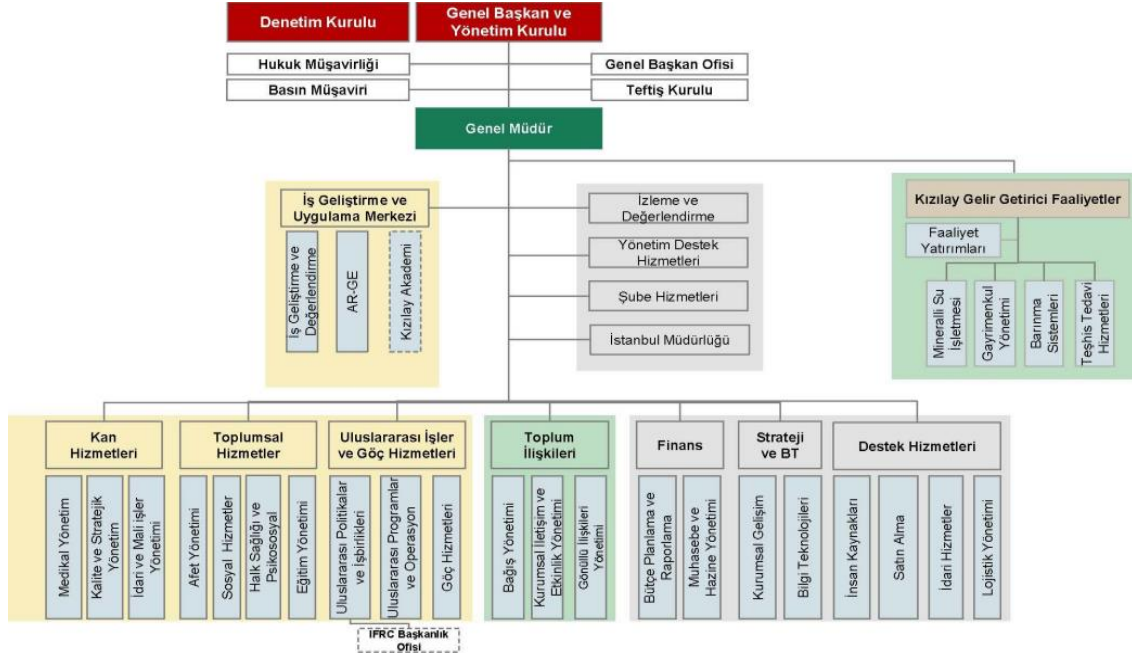 Denetim Kurulu
Genel Başkan ve
Yönetim Kurulu
Hukuk Müşavirliği
Genel Başkan Ofisi
Basın Müşaviri
Teftiş Kurulu
Genel Müdür
İş Geliştirme ve
Uygulama Merkezi
İş Geliştirme ve
Değerlendirme
AR-GE
Kızılay Akademi
İzleme ve
Değerlendirme
Yönetim Destek
Hizmetleri
Şube Hizmetleri
İstanbul Müdürlüğü
Kızılay Gelir Getirici Faaliyetler
Faaliyet
Yatırımları
Mineralli Su
İşletmesi
Gayrimenkul
Yönetimi
Barınma
Sistemleri
Teşhis Tedavi
Hizmetleri
Kan
Hizmetleri
Medikal Yönetim
Kalite ve Stratejik
Yönetim
İdari ve Mali işler
Yönetimi
Toplumsal
Hizmetler
Afet Yönetimi
Sosyal Hizmetler
Halk Sağlığı ve
Psikososyal
Eğitim Yönetimi
Uluslararası İşler
ve Göç Hizmetleri
Uluslararası Politikalar
ve İşbirlikleri
Uluslararası Programlar
ve Operasyon
Göç Hizmetleri
IFRC Başkanlık
Ofisi
Toplum
İlişkileri
Bağış Yönetimi
Kurumsal İletişim ve
Etkinlik Yönetimi
Gönüllü İlişkileri
Yönetimi
Finans
Bütçe Planlama ve
Raporlama
Muhasebe ve
Hazine Yönetimi
Strateji
ve BT
Kurumsal Gelişim
Bilgi Teknolojileri
Destek Hizmetleri
İnsan Kaynakları
Satın Alma
İdari Hizmetler
Lojistik Yönetimi